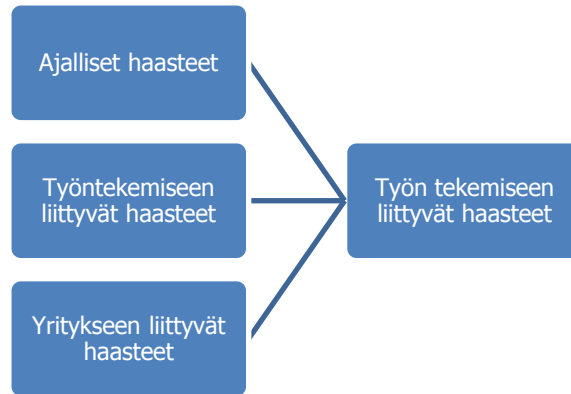 Ajalliset haasteet
Työntekemiseen
liittyvät haasteet
Yritykseen liittyvät
haasteet
Työn tekemiseen
liittyvät haasteet